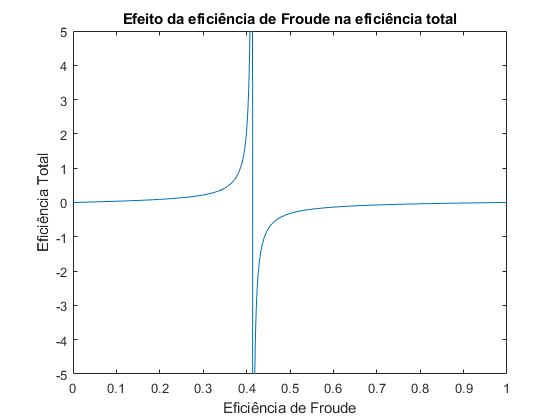 Efeito da eficiência de Froude na eficiência total
5
4
3
2
1
0
-1
-2
-3
-4
-5
Eficiência Total
0 0.1 0.2 0.3 0.4 0.5 0.6 0.7 0.8 0.9 1
Eficiência de Froude